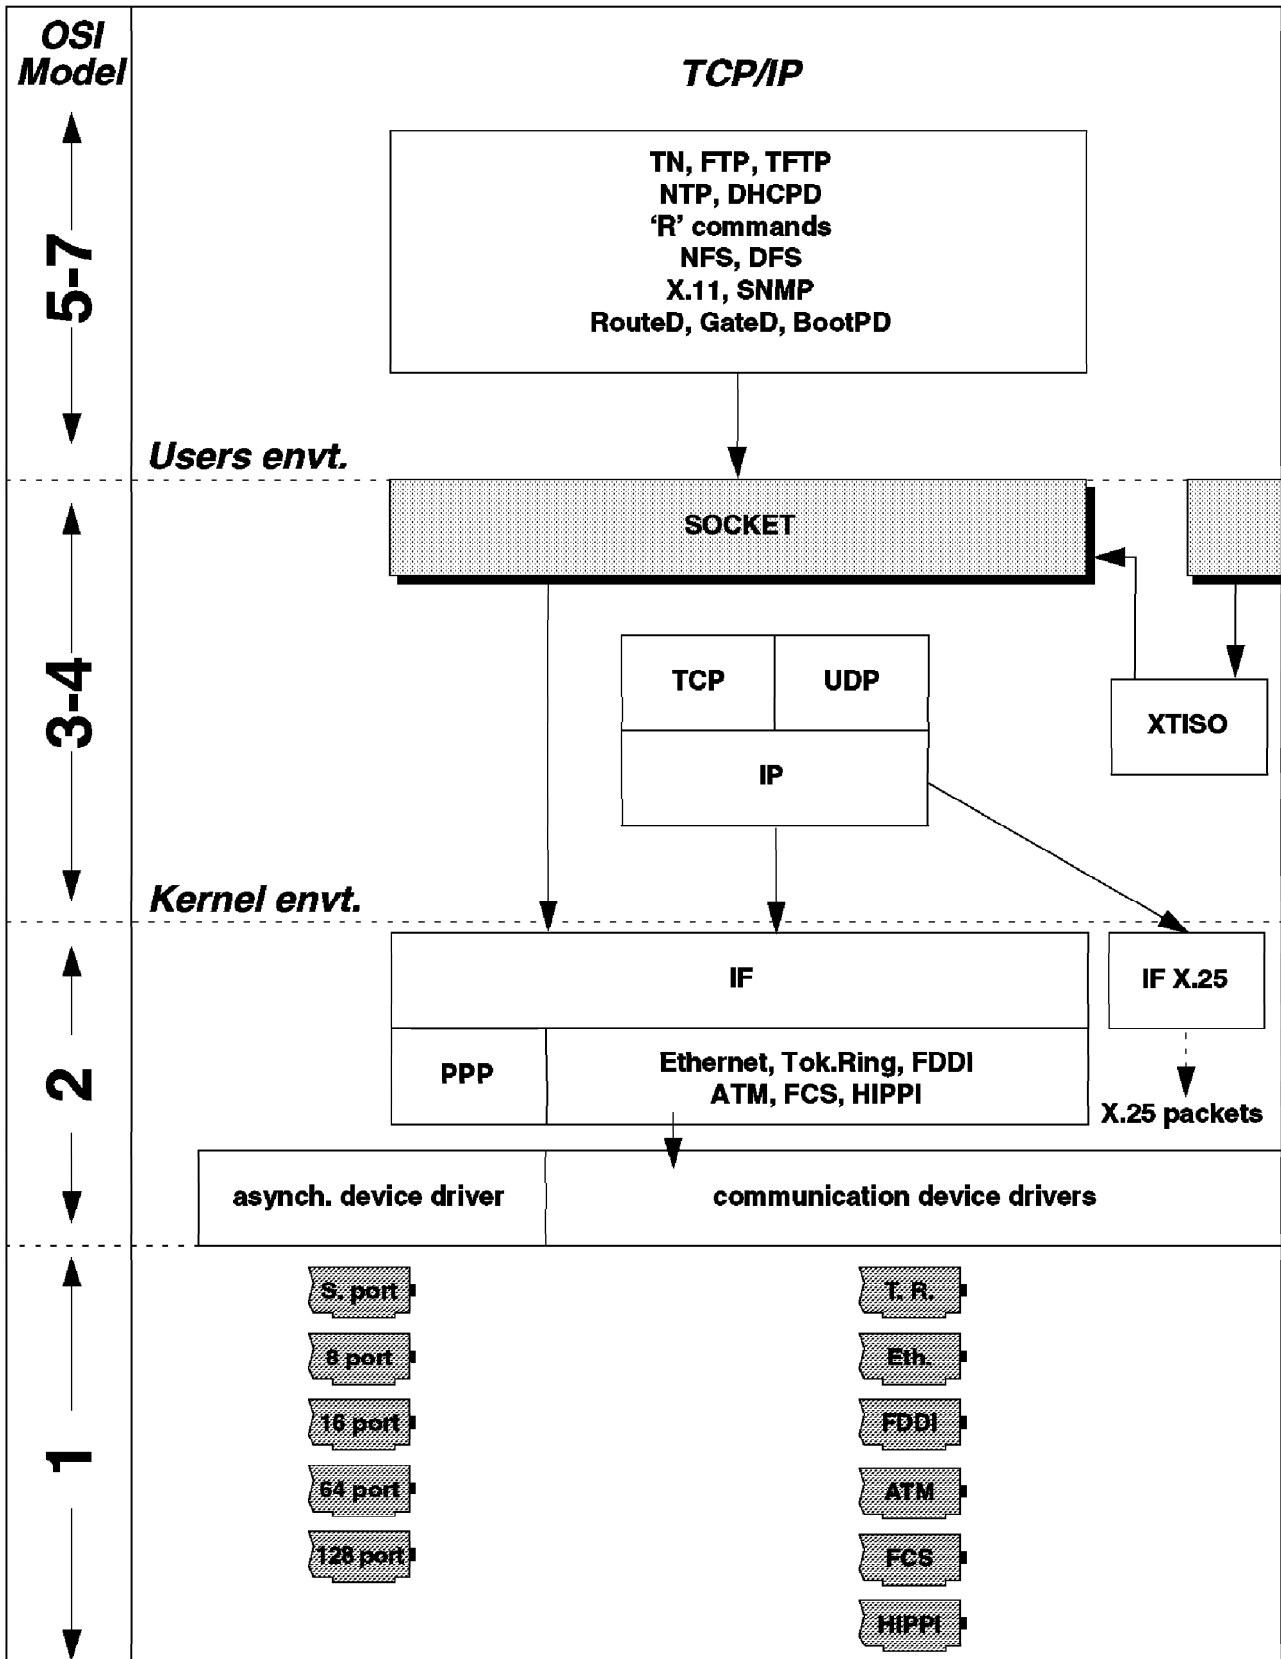 OSI
Model
TCP/IP
5-7
TN, FTP, TFTP
NTP, DHCPD
‘R’ commands
NFS, DFS
X.11, SNMP
RouteD, GateD, BootPD
Users envt.
SOCKET
3-4
TCP
UDP
XTISO
IP
Kernel envt.
2
IF
IF X.25
PPP
Ethernet, Tok.Ring, FDDI
ATM, FCS, HIPPI
X.25 packets
asynch. device driver
communication device drivers
1
S. port
T. R.
8 port
Eth.
16 port
FDDI
64 port
ATM
128 port
FCS
HIPPI